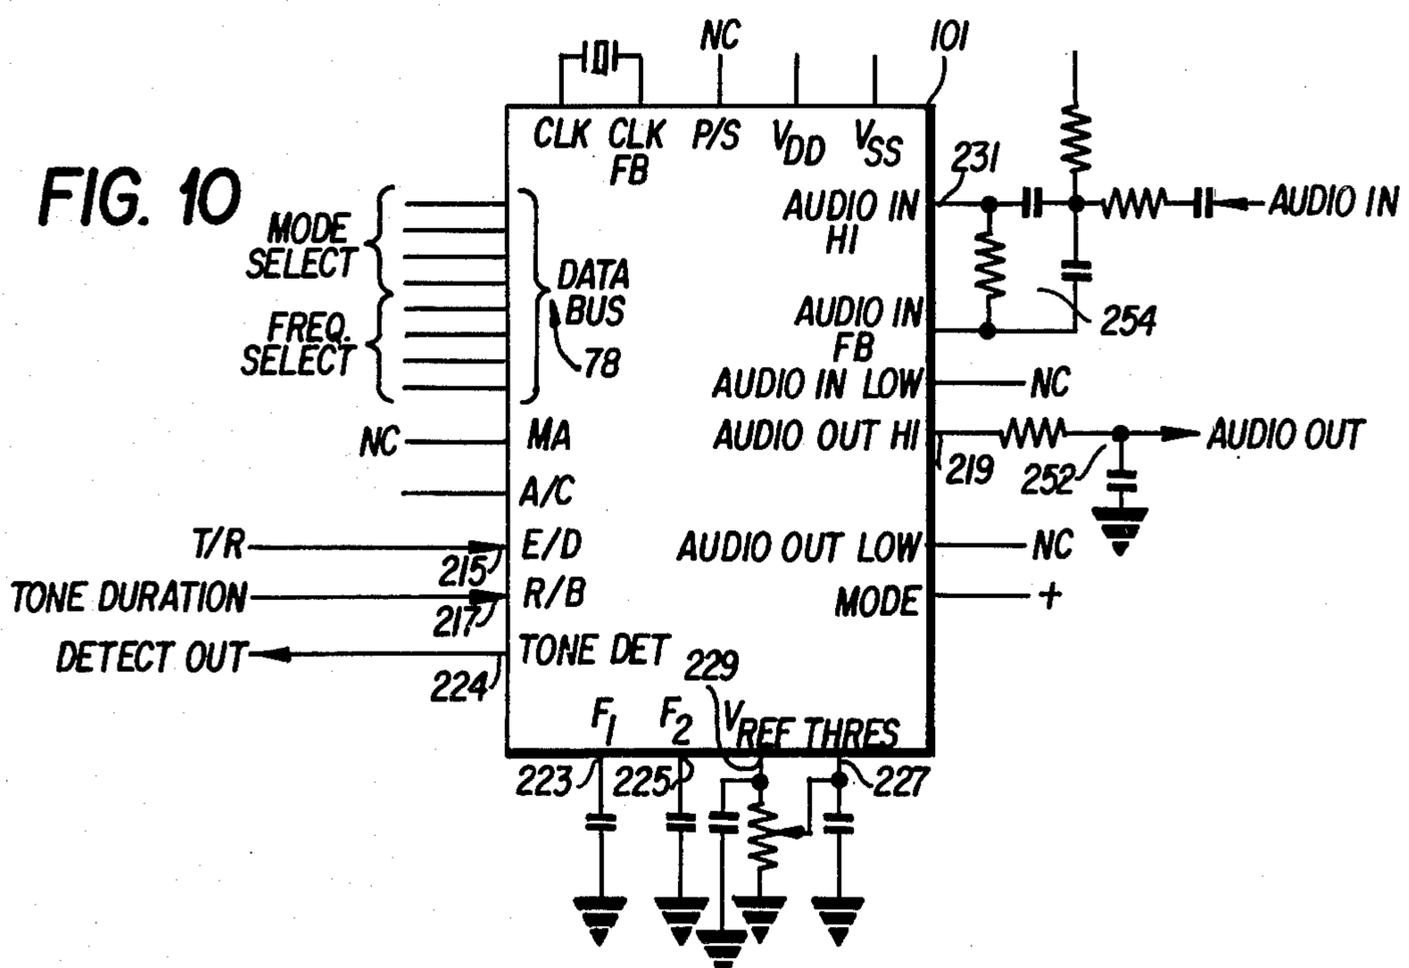 FIG. 10
NC
101
CLK
CLK FB
P/S
VDD
VSS
231
MODE SELECT
FREQ. SELECT
DATA BUS
78
AUDIO IN HI
AUDIO IN
254
AUDIO IN FB
AUDIO IN LOW
NC
NC
MA
AUDIO OUT HI
219
252
AUDIO OUT
A/C
T/R
215
E/D
AUDIO OUT LOW
NC
TONE DURATION
217
R/B
MODE
+
DETECT OUT
224
TONE DET
229
F1
F2
VREF
THRES
223
225
227